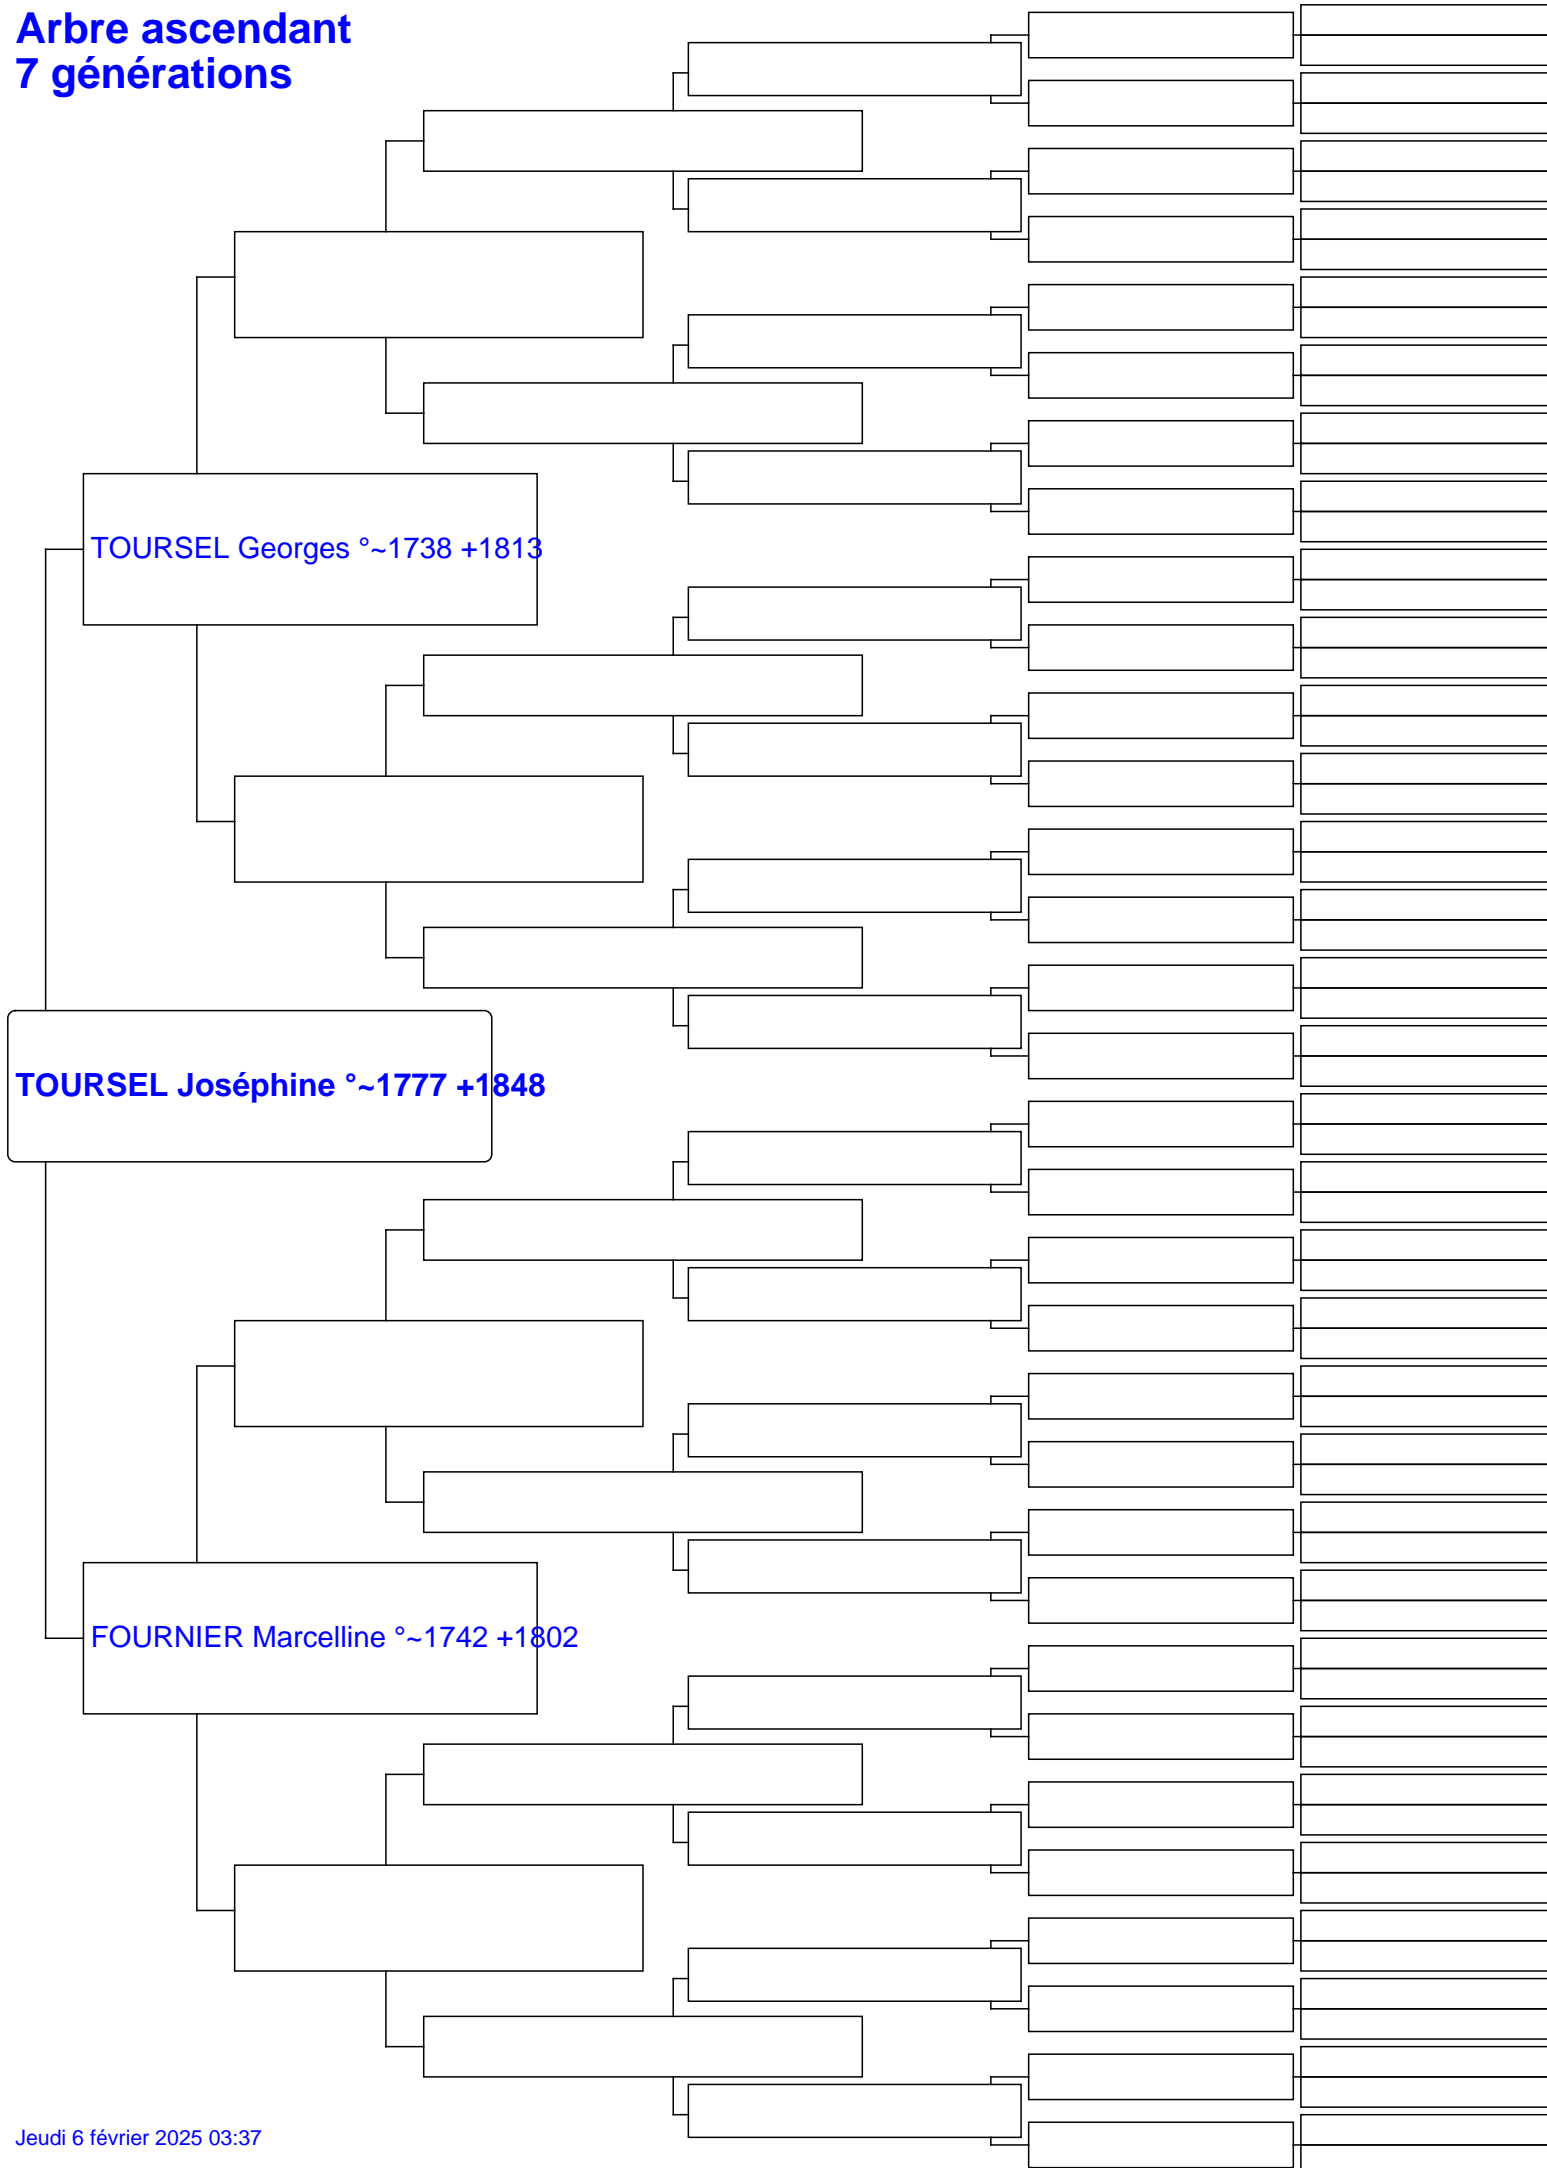 Arbre ascendant
7 générations
TOURSEL Georges °~1738 +1813
TOURSEL Joséphine °~1777 +1848
FOURNIER Marcelline °~1742 +1802
Jeudi 6 février 2025 03:37